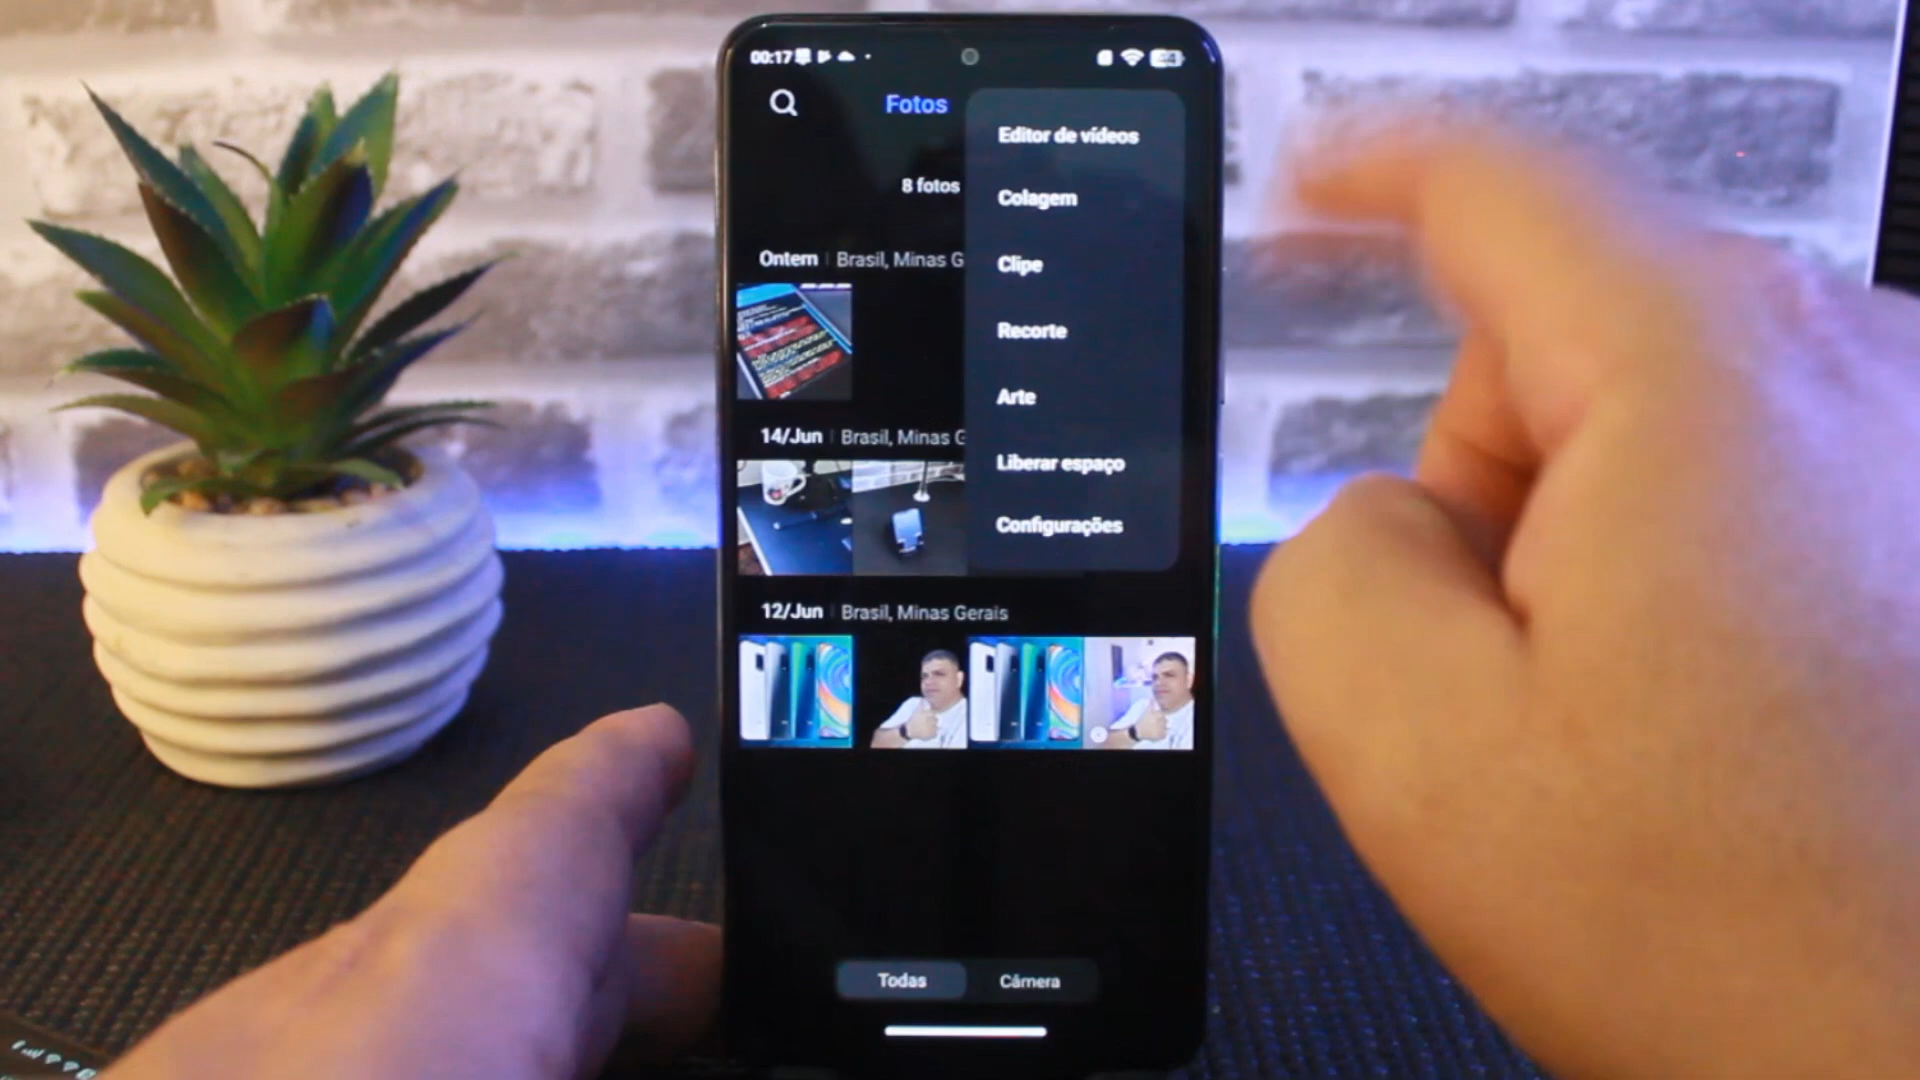 00:17
Fotos
Editor de vídeos
8 fotos
Colagem
Ontem | Brasil, Minas G
Clipe
Recorte
Arte
14/Jun | Brasil, Minas G
Liberar espaço
Configurações
12/Jun | Brasil, Minas Gerais
Todas
Câmera